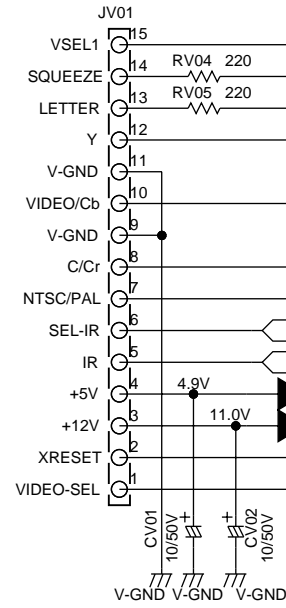 JV01
VSEL1 15
SQUEEZE 14 RV04 220
LETTER 13 RV05 220
Y 12
V-GND 11
VIDEO/Cb 10
V-GND 9
C/Cr 8
NTSC/PAL 7
SEL-IR 6
IR 5
+5V 4 4.9V
+12V 3 11.0V
XRESET 2
VIDEO-SEL 1
CV01
10/50V
+
CV02
10/50V
+
V-GND V-GND V-GND